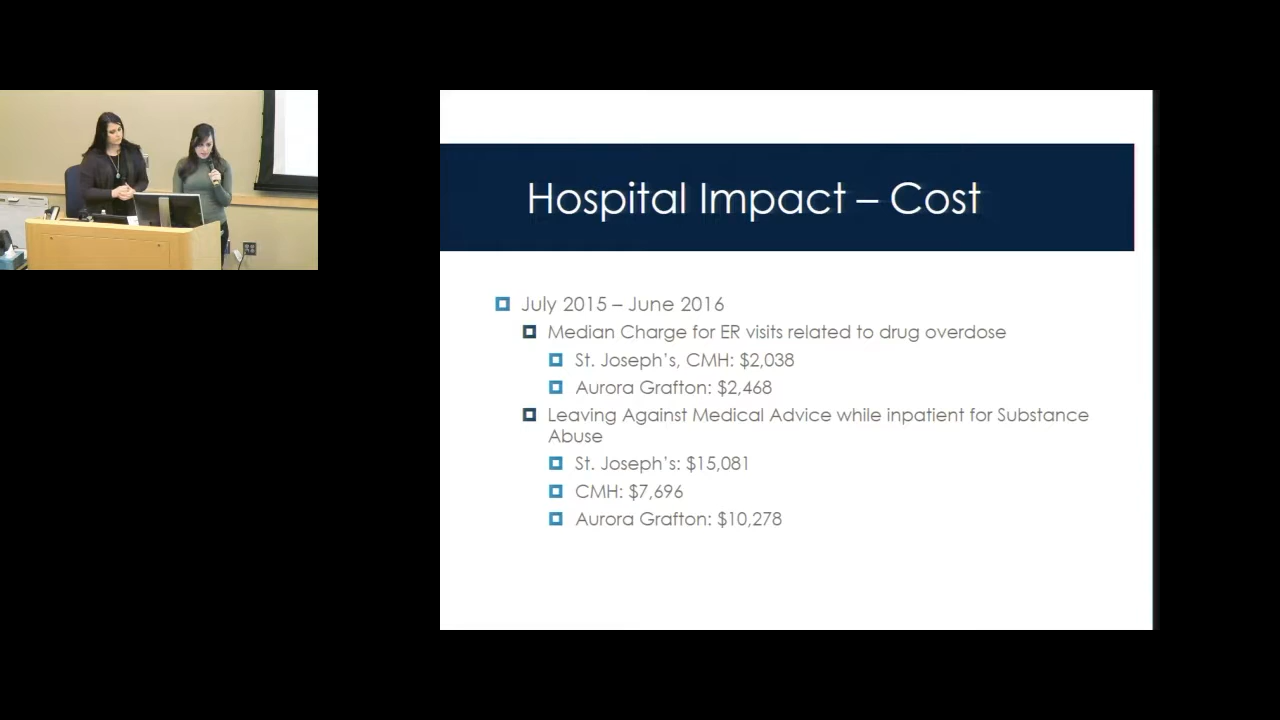 Hospital Impact – Cost
July 2015 – June 2016
Median Charge for ER visits related to drug overdose
St. Joseph's, CMH: $2,038
Aurora Grafton: $2,468
Leaving Against Medical Advice while inpatient for Substance
Abuse
St. Joseph's: $15,081
CMH: $7,696
Aurora Grafton: $10,278